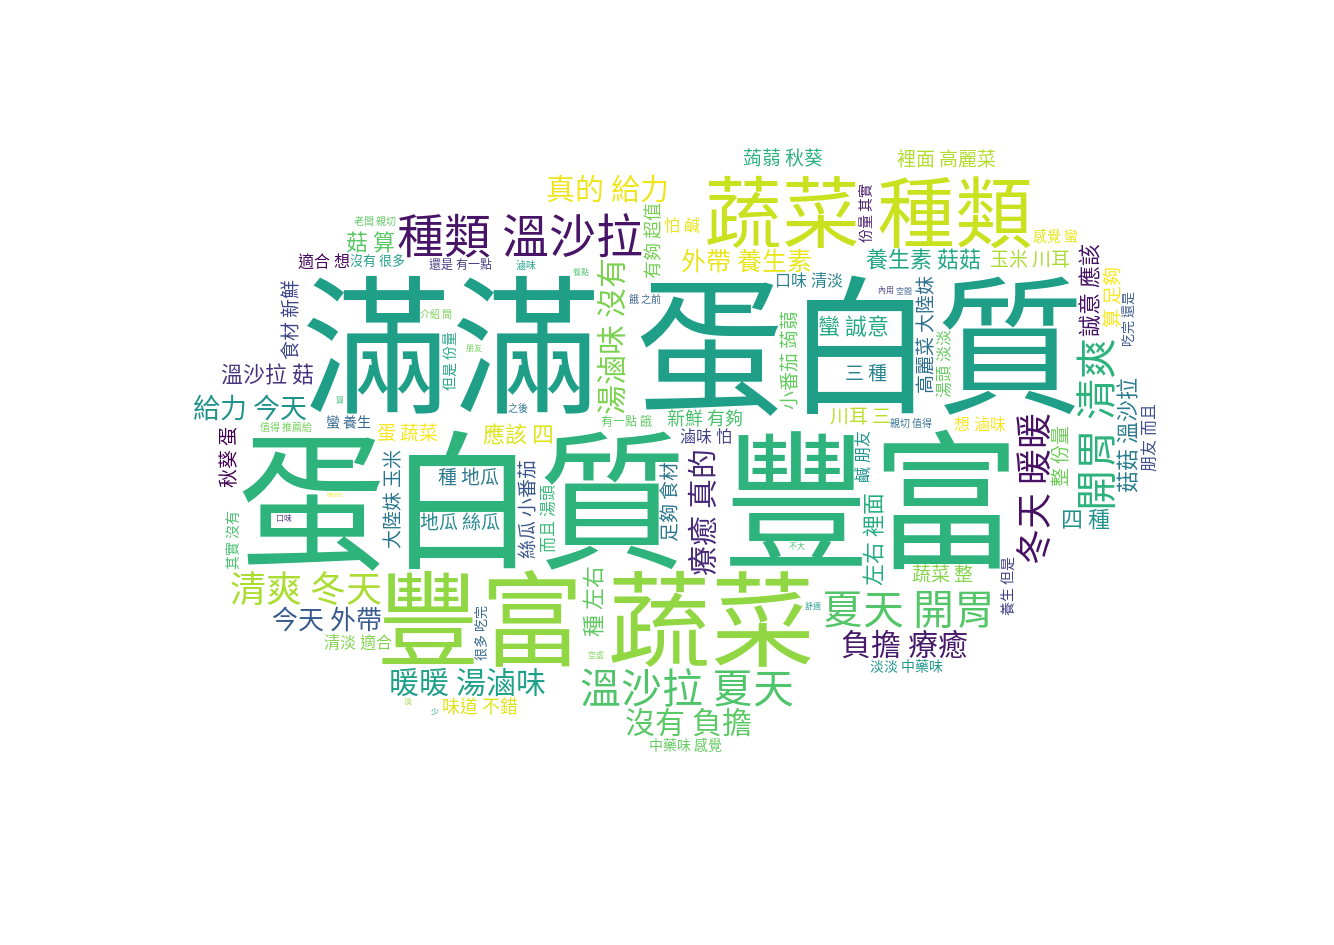 蒟蒻 秋葵
裡面 高麗菜
真的 給力
蔬菜 種類
份量 其實
老闆 親切
種類 溫沙拉
有夠 超值
怕 鹹
感覺 蠻
菇 算
適合 想
沒有 很多
還是 有一點
滷味
餐點
外帶 養生素
養生素 菇菇
玉米 川耳
誠意 應該
算 足夠
吃完 還是
食材 新鮮
滿滿 蛋白質
介紹 間
朋友
但是 份量
湯滷味 沒有
餓 之前
口味 清淡
內用 空間
小番茄 蒟蒻
蠻 誠意
三 種
高麗菜 大陸妹
湯頭 淡淡
開胃 清爽
溫沙拉 菇
給力 今天
算
之後
值得 推薦給
蠻 養生
蛋 蔬菜
應該 四
有一點 餓
新鮮 有夠
川耳 三
親切 值得
想 滷味
菇菇 溫沙拉
朋友 而且
秋葵 蛋
滷味 怕
冬天 暖暖
整 份量
蛋白質 豐富
None
口味
其實 沒有
大陸妹 玉米
種 地瓜
地瓜 絲瓜
絲瓜 小番茄
而且 湯頭
足夠 食材
療癒 真的
鹹 朋友
左右 裡面
不大
四 種
清爽 冬天
豐富 蔬菜
種 左右
蔬菜 整
養生 但是
今天 外帶
清淡 適合
很多 吃完
空處
舒適
夏天 開胃
負擔 療癒
淡淡 中藥味
暖暖 湯滷味
溫沙拉 夏天
淡
少
味道 不錯
沒有 負擔
中藥味 感覺